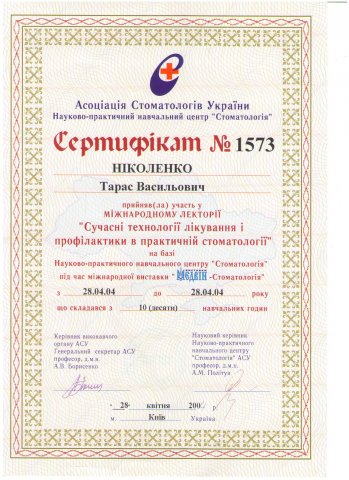 Асоціація Стоматологів України
Науково-практичний навчальний центр "Стоматологія"
Сертифікат № 1573
НІКОЛЕНКО
Тарас Васильович
прийняв(ла) участь у
МІЖНАРОДНОМУ ЛЕКТОРІЇ
"Сучасні технології лікування і
профілактики в практичній стоматології"
на базі
Науково-практичного навчального центру "Стоматологія"
під час міжнародної виставки "МЕДВІН-Стоматологія"
з 28.04.04 до 28.04.04 року
що складався з 10 (десяти) навчальних годин
Керівник виконавчого
органу АСУ
Генеральний секретар АСУ
професор, д.м.н.
А.В. Борисенко
Науковий керівник
Науково-практичного
навчального центру
"Стоматологія" АСУ
професор, д.м.н.
А.М. Політун
28 квітня 200 р.
м. Київ Україна